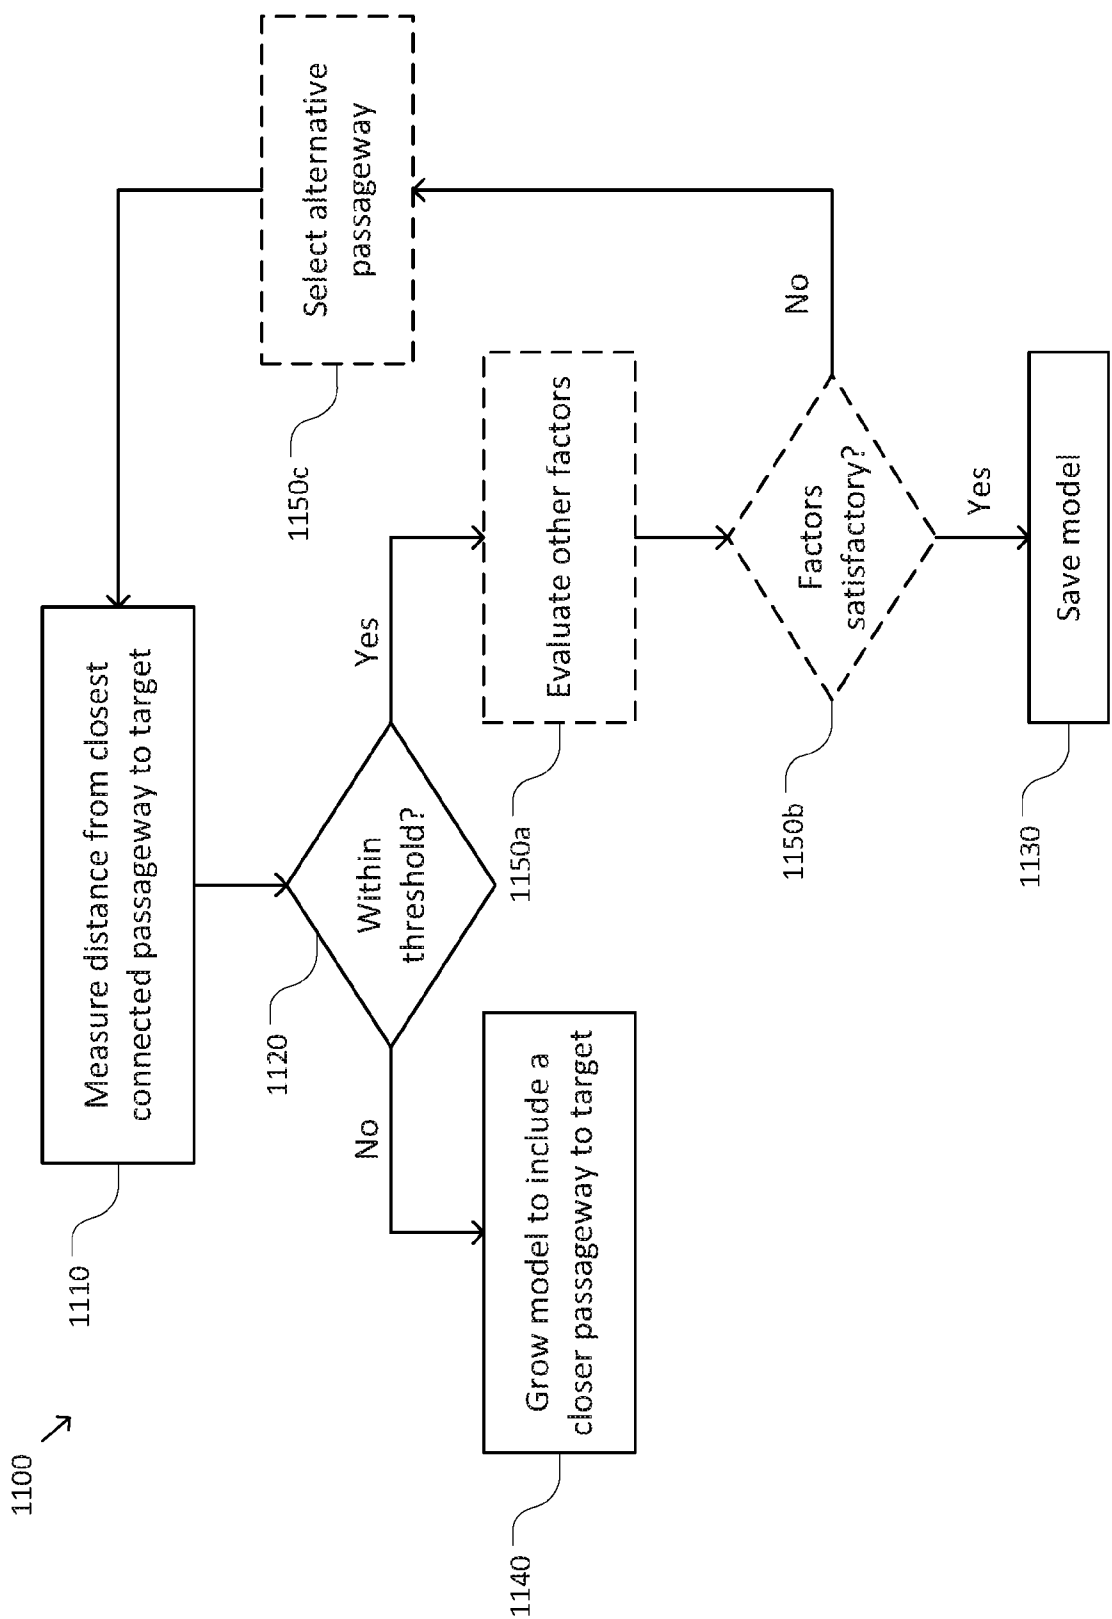 1100
1110
Measure distance from closest
connected passageway to target
1120
Within
threshold?
No
Yes
1140
Grow model to include a
closer passageway to target
1150a
Evaluate other factors
1150b
Factors
satisfactory?
No
Yes
1150c
Select alternative
passageway
1130
Save model